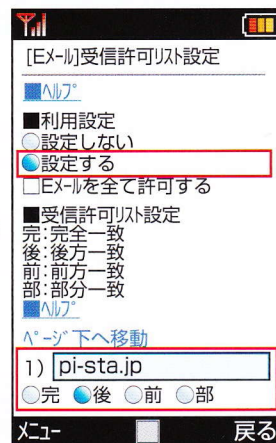 [Eメール]受信許可リスト設定
■ヘルプ
■利用設定
○設定しない
●設定する
□Eメールを全て許可する
■受信許可リスト設定
完:完全一致
後:後方一致
前:前方一致
部:部分一致
■ヘルプ
ページ下へ移動
1) pi-sta.jp
○完 ●後 ○前 ○部
メニュー 戻る